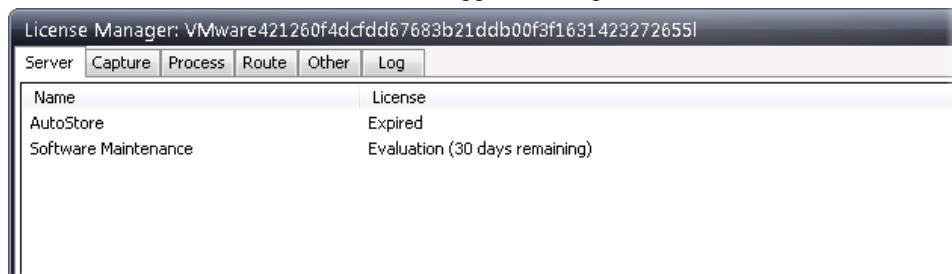 License Manager: VMware421260f4dcfdd67683b21ddb00f3f1631423272655l
Server Capture Process Route Other Log
Name License
AutoStore Expired
Software Maintenance Evaluation (30 days remaining)